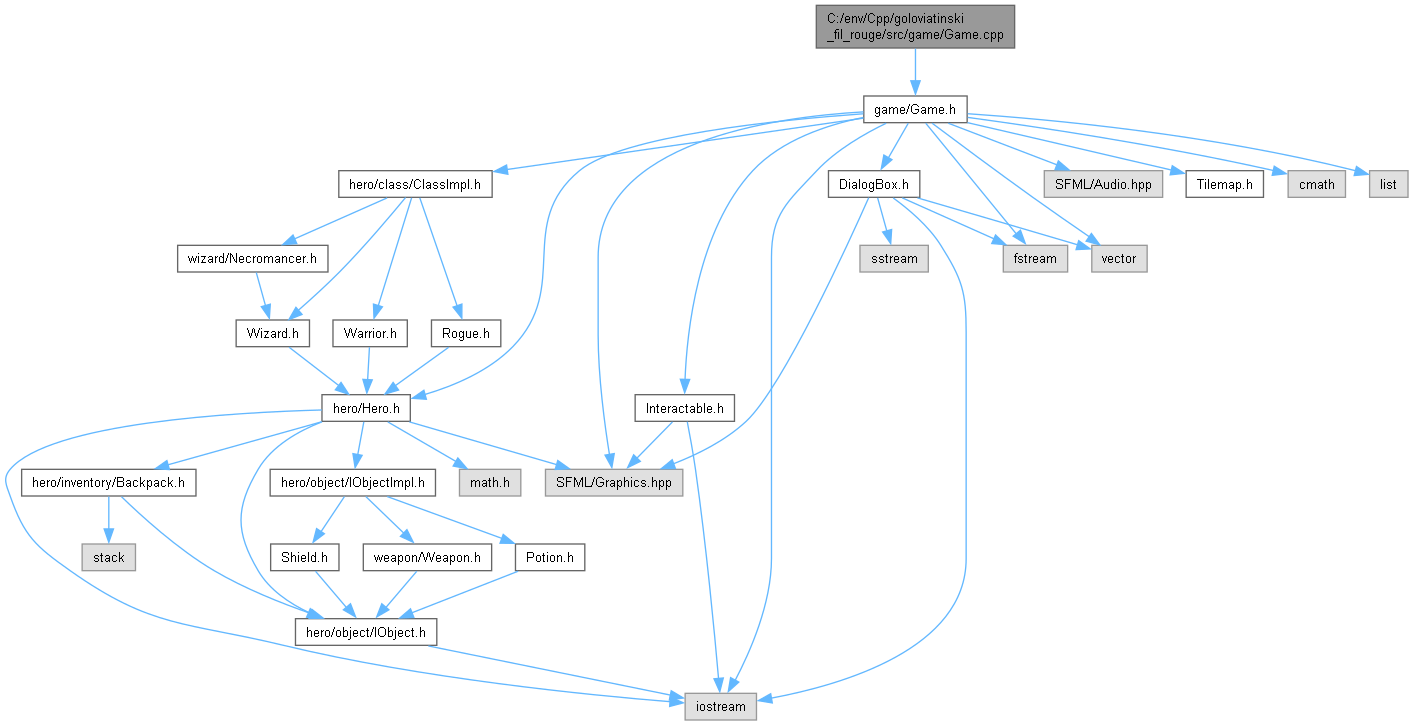 C:/env/Cpp/goloviatinski
_fil_rouge/src/game/Game.cpp
game/Game.h
hero/class/ClassImpl.h
DialogBox.h
SFML/Audio.hpp
Tilemap.h
cmath
list
wizard/Necromancer.h
sstream
fstream
vector
Wizard.h
Warrior.h
Rogue.h
hero/Hero.h
Interactable.h
hero/inventory/Backpack.h
hero/object/IObjectImpl.h
math.h
SFML/Graphics.hpp
stack
Shield.h
weapon/Weapon.h
Potion.h
hero/object/IObject.h
iostream